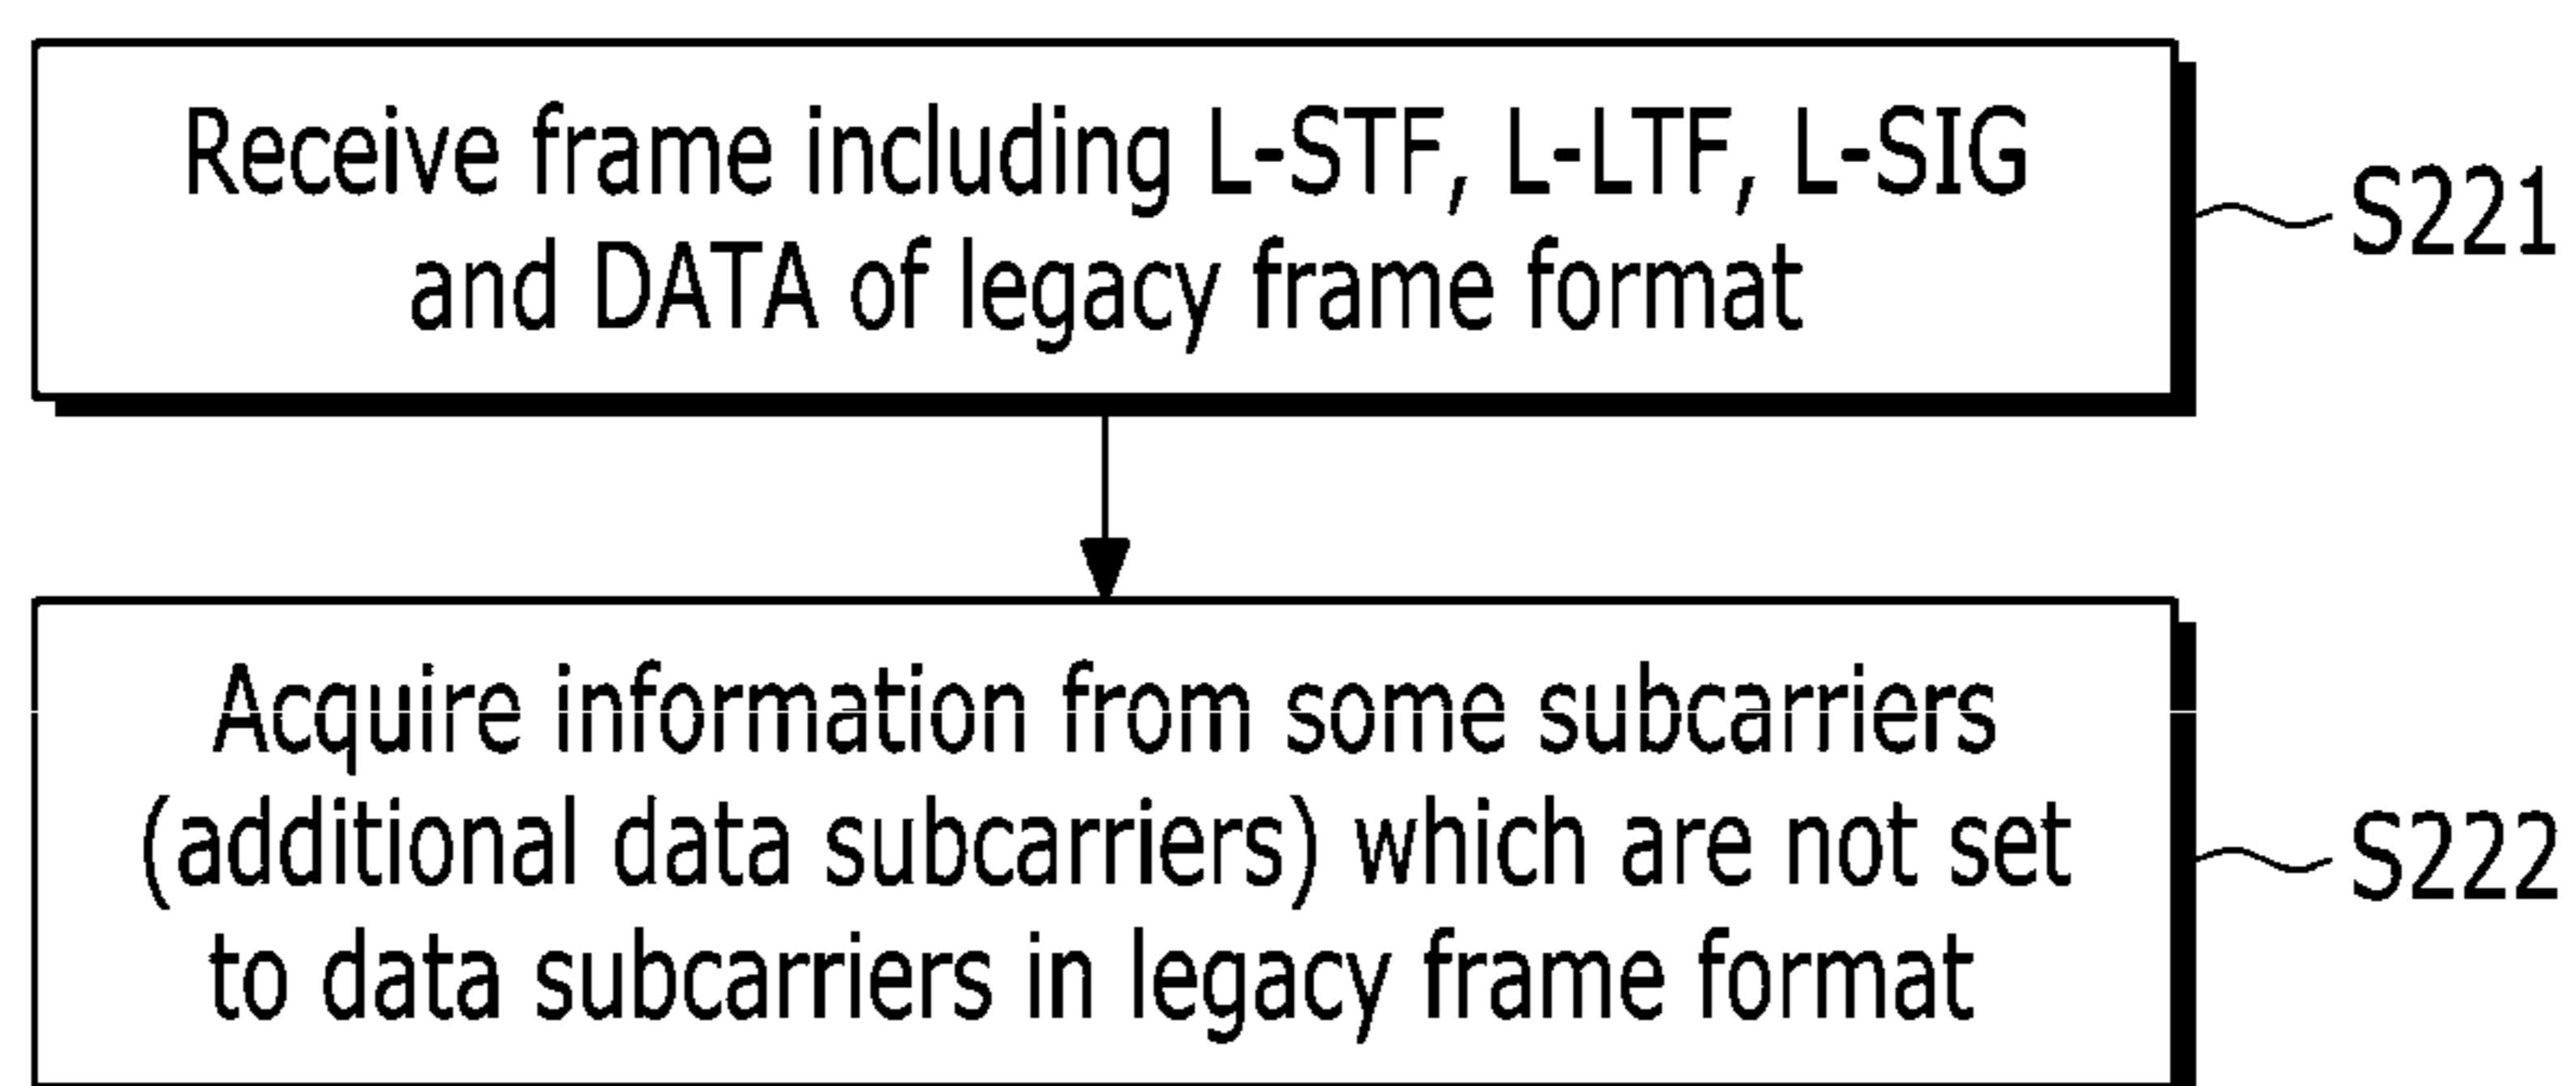 Receive frame including L-STF, L-LTF, L-SIG
and DATA of legacy frame format
S221
Acquire information from some subcarriers
(additional data subcarriers) which are not set
to data subcarriers in legacy frame format
S222